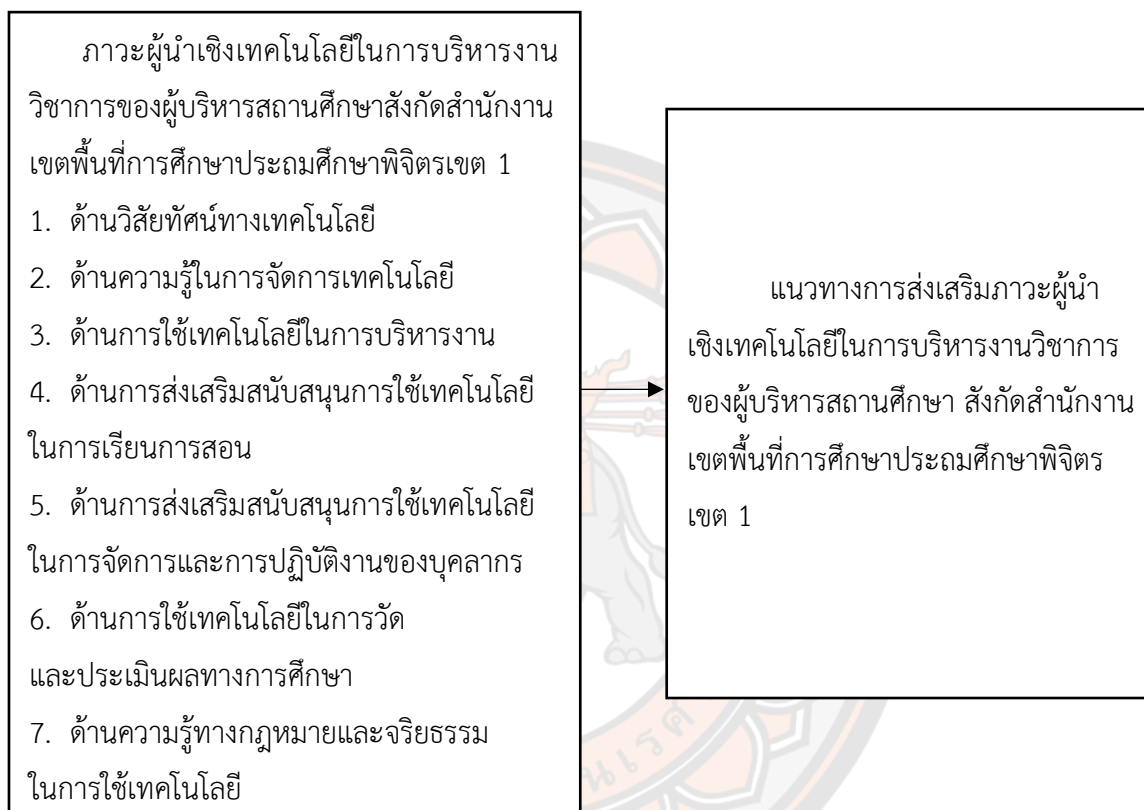 ภาวะผู้นำเชิงเทคโนโลยีในการบริหารงาน
วิชาการของผู้บริหารสถานศึกษาสังกัดสำนักงาน
เขตพื้นที่การศึกษาประถมศึกษาพิจิตรเขต 1
1. ด้านวิสัยทัศน์ทางเทคโนโลยี
2. ด้านความรู้ในการจัดการเทคโนโลยี
3. ด้านการใช้เทคโนโลยีในการบริหารงาน
4. ด้านการส่งเสริมสนับสนุนการใช้เทคโนโลยี
ในการเรียนการสอน
5. ด้านการส่งเสริมสนับสนุนการใช้เทคโนโลยี
ในการจัดการและการปฏิบัติงานของบุคลากร
6. ด้านการใช้เทคโนโลยีในการวัด
และประเมินผลทางการศึกษา
7. ด้านความรู้ทางกฎหมายและจริยธรรม
ในการใช้เทคโนโลยี
แนวทางการส่งเสริมภาวะผู้นำ
เชิงเทคโนโลยีในการบริหารงานวิชาการ
ของผู้บริหารสถานศึกษา สังกัดสำนักงาน
เขตพื้นที่การศึกษาประถมศึกษาพิจิตร
เขต 1